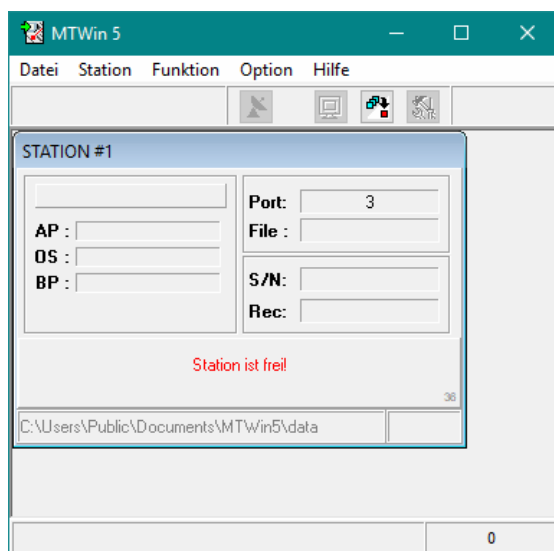 MTWin 5
Datei Station Funktion Option Hilfe
STATION #1
AP :
OS :
BP :
Port: 3
File :
S/N:
Rec:
Station ist frei!
36
C:\Users\Public\Documents\MTWin5\data
0